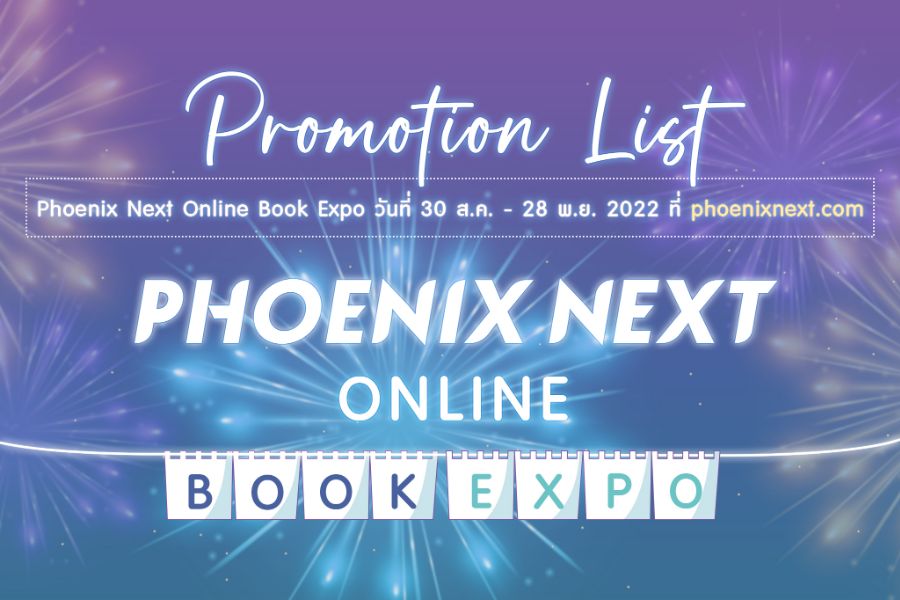 Promotion List
Phoenix Next Online Book Expo วันที่ 30 ส.ค. - 28 พ.ย. 2022 ที่ phoenixnext.com
PHOENIX NEXT
ONLINE
BOOK EXPO